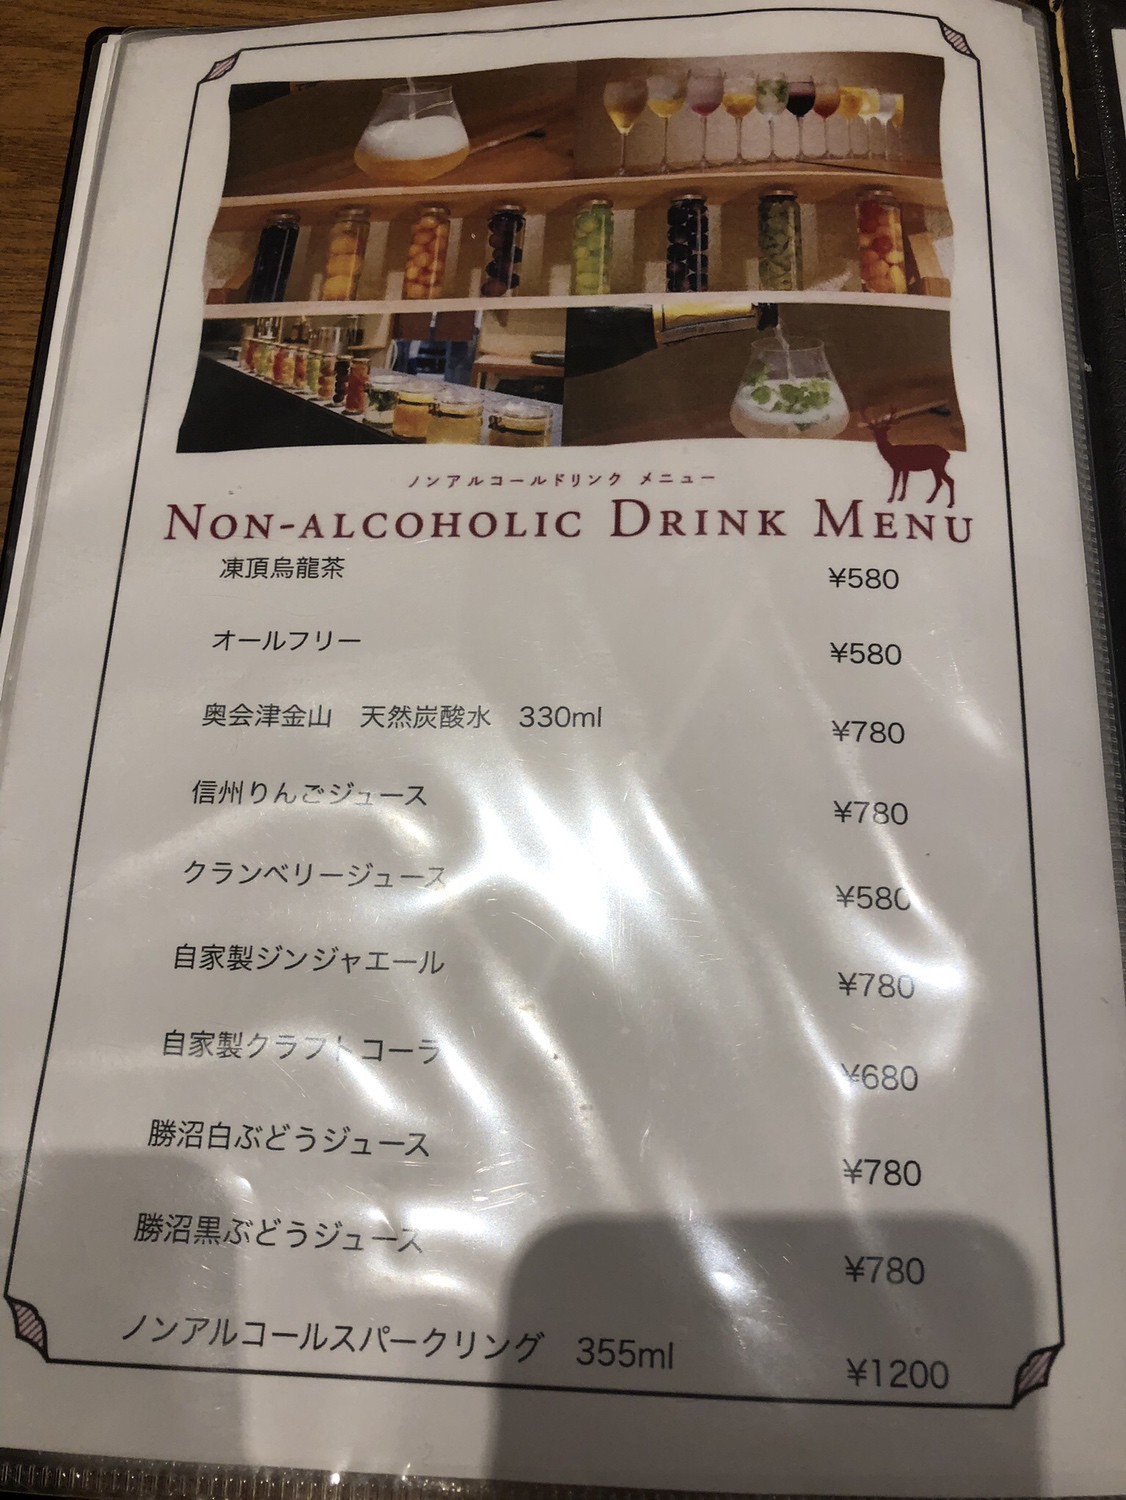 ノンアルコールドリンク メニュー
NON-ALCOHOLIC DRINK MENU
凍頂烏龍茶 ¥580
オールフリー ¥580
奥会津金山 天然炭酸水 330ml ¥780
信州りんごジュース ¥780
クランベリージュース ¥580
自家製ジンジャエール ¥780
自家製クラフトコーラ ¥680
勝沼白ぶどうジュース ¥780
勝沼黒ぶどうジュース ¥780
ノンアルコールスパークリング 355ml ¥1200